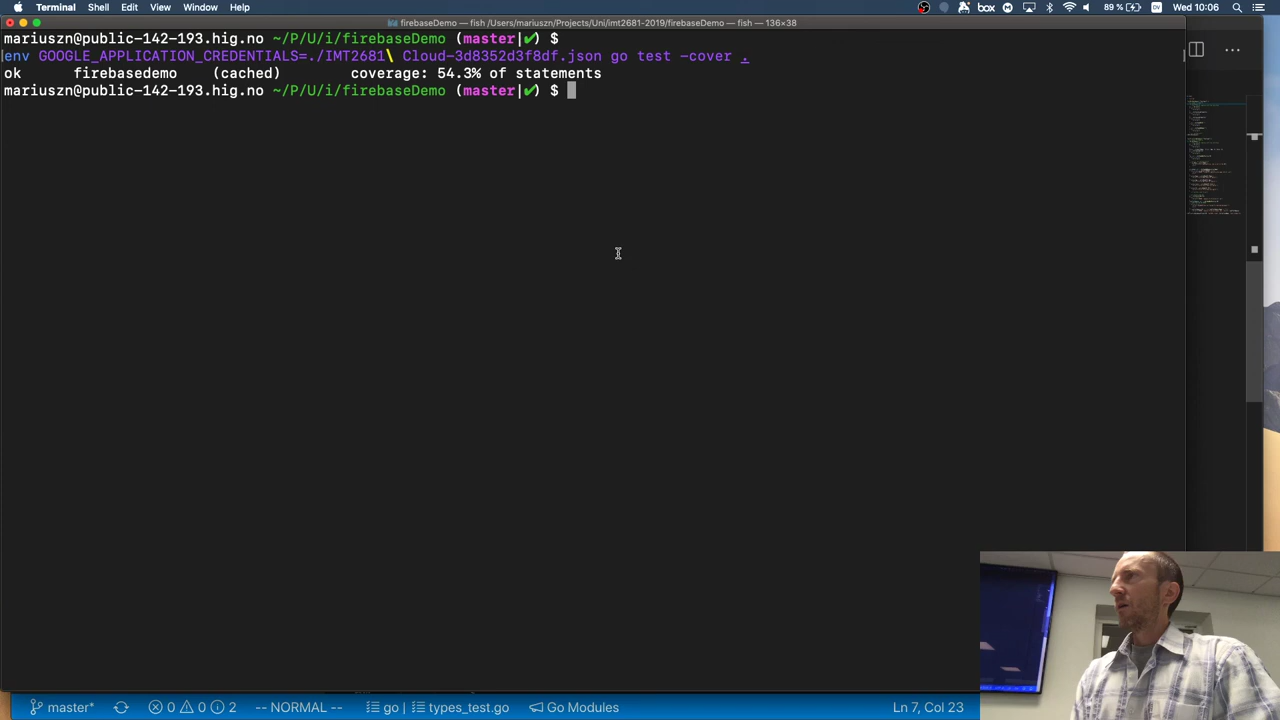 Terminal Shell Edit View Window Help
box 89 % DV Wed 10:06
firebaseDemo — fish /Users/mariuszn/Projects/Uni/imt2681-2019/firebaseDemo — fish — 136×38
mariuszn@public-142-193.hig.no ~/P/U/i/firebaseDemo (master|✔) $
env GOOGLE_APPLICATION_CREDENTIALS=./IMT2681\ Cloud-3d8352d3f8df.json go test -cover .
ok firebasedemo (cached) coverage: 54.3% of statements
mariuszn@public-142-193.hig.no ~/P/U/i/firebaseDemo (master|✔) $
master* 0 0 2 -- NORMAL -- go | types_test.go Go Modules Ln 7, Col 23